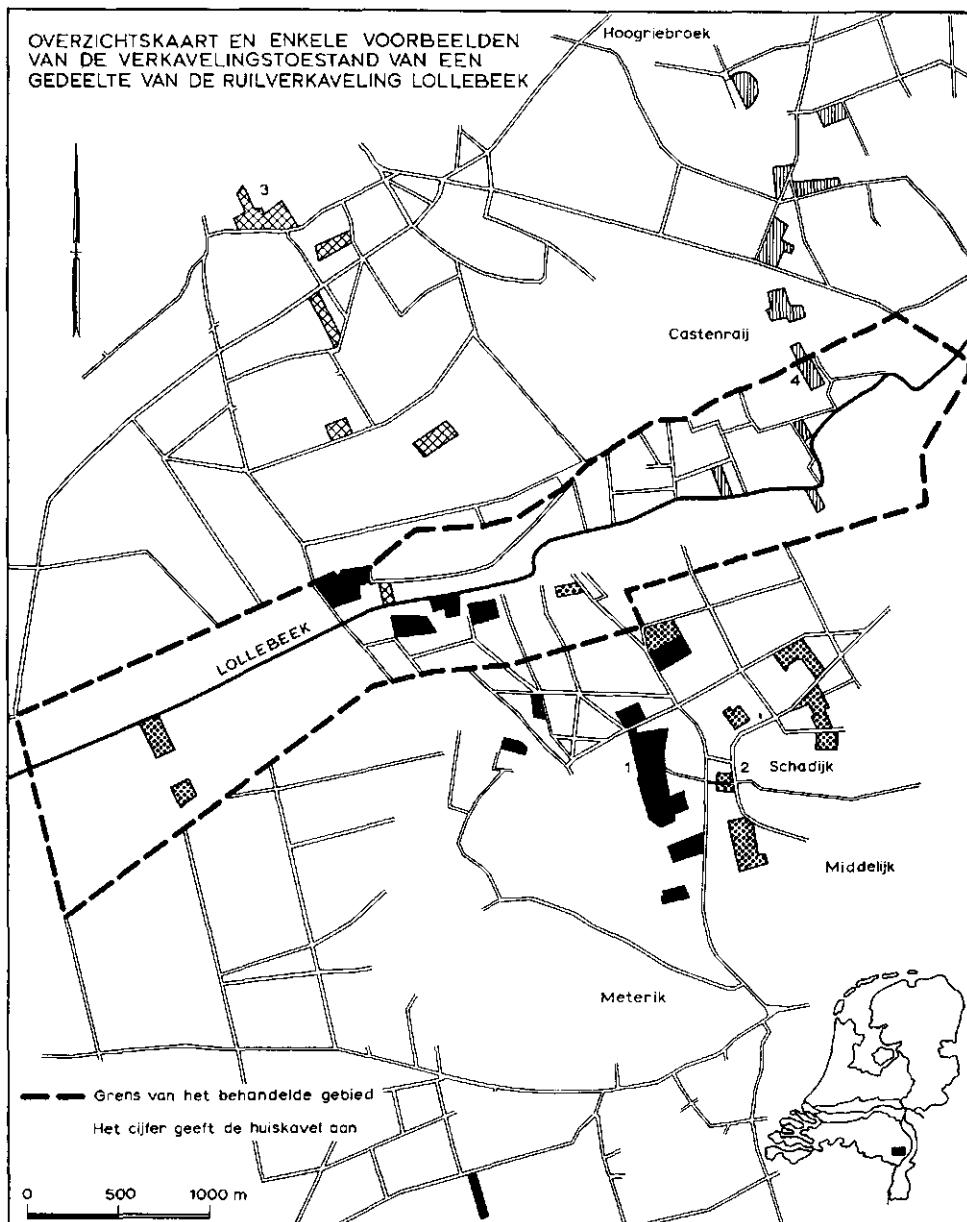 OVERZICHTSKAART EN ENKELE VOORBEELDEN
VAN DE VERKAVELINGSTOESTAND VAN EEN
GEDEELTE VAN DE RUILVERKAVELING LOLLEBEEK
Hoogriebroek
3
Castenraij
4
LOLLEBEEK
1
2
Schadijk
Middelijk
Meterik
Grens van het behandelde gebied
Het cijfer geeft de huiskavel aan
0 500 1000 m